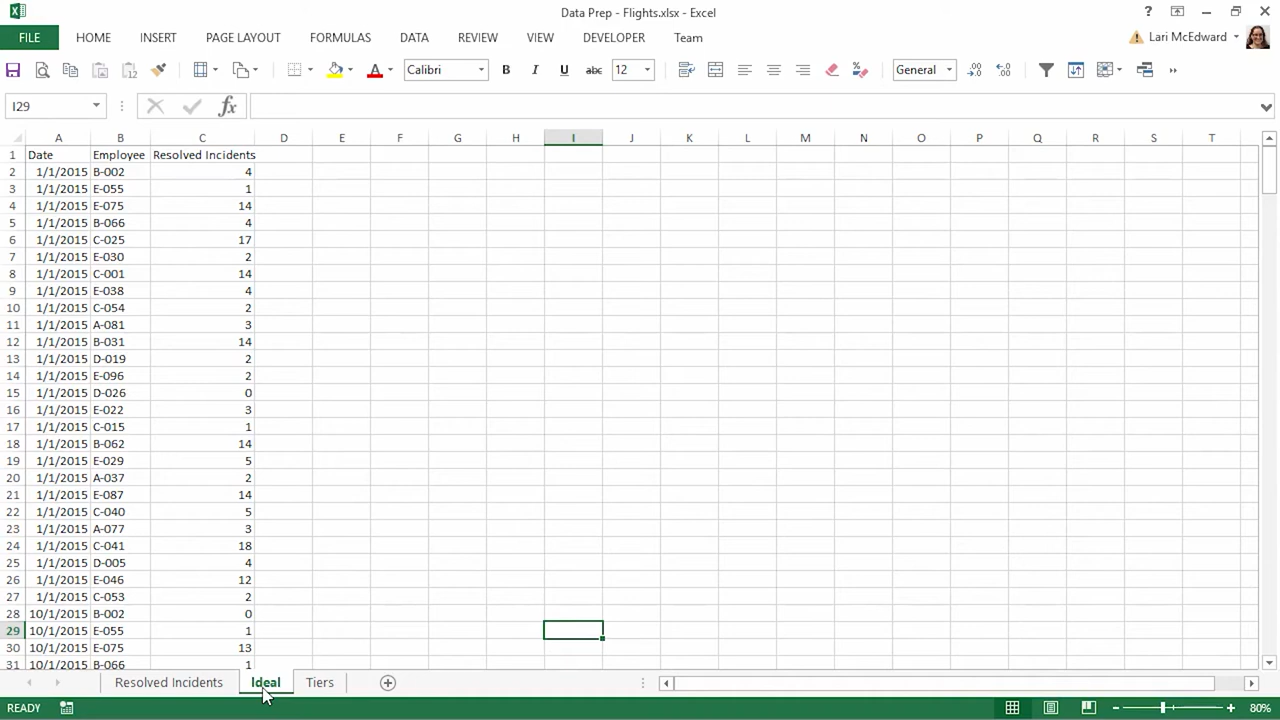 Data Prep - Flights.xlsx - Excel
?
FILE HOME INSERT PAGE LAYOUT FORMULAS DATA REVIEW VIEW DEVELOPER Team Lari McEdward
Calibri B I U abc 12 General
I29 fx
A B C D E F G H I J K L M N O P Q R S T
1 Date Employee Resolved Incidents
2 1/1/2015 B-002 4
3 1/1/2015 E-055 1
4 1/1/2015 E-075 14
5 1/1/2015 B-066 4
6 1/1/2015 C-025 17
7 1/1/2015 E-030 2
8 1/1/2015 C-001 14
9 1/1/2015 E-038 4
10 1/1/2015 C-054 2
11 1/1/2015 A-081 3
12 1/1/2015 B-031 14
13 1/1/2015 D-019 2
14 1/1/2015 E-096 2
15 1/1/2015 D-026 0
16 1/1/2015 E-022 3
17 1/1/2015 C-015 1
18 1/1/2015 B-062 14
19 1/1/2015 E-029 5
20 1/1/2015 A-037 2
21 1/1/2015 E-087 14
22 1/1/2015 C-040 5
23 1/1/2015 A-077 3
24 1/1/2015 C-041 18
25 1/1/2015 D-005 4
26 1/1/2015 E-046 12
27 1/1/2015 C-053 2
28 10/1/2015 B-002 0
29 10/1/2015 E-055 1
30 10/1/2015 E-075 13
31 10/1/2015 B-066 1
Resolved Incidents Ideal Tiers
READY 80%